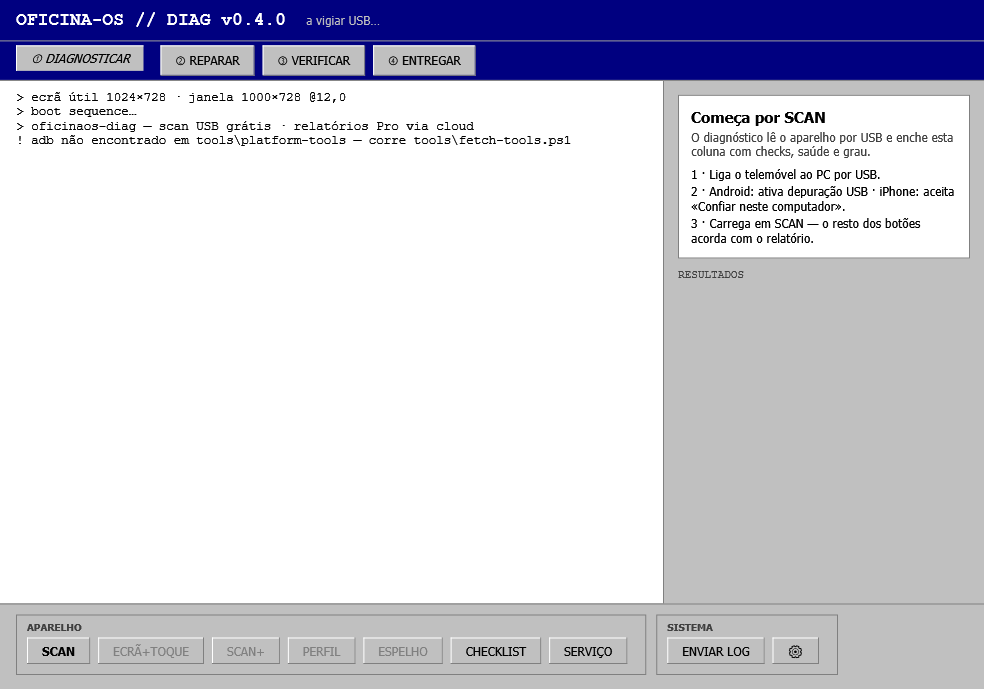 OFICINA-OS // DIAG v0.4.0 a vigiar USB…
① DIAGNOSTICAR ② REPARAR ③ VERIFICAR ④ ENTREGAR
> ecrã útil 1024×728 · janela 1000×728 @12,0
> boot sequence…
> oficinaos-diag — scan USB grátis · relatórios Pro via cloud
! adb não encontrado em tools\platform-tools — corre tools\fetch-tools.ps1
Começa por SCAN
O diagnóstico lê o aparelho por USB e enche esta
coluna com checks, saúde e grau.
1 · Liga o telemóvel ao PC por USB.
2 · Android: ativa depuração USB · iPhone: aceita
«Confiar neste computador».
3 · Carrega em SCAN — o resto dos botões
acorda com o relatório.
RESULTADOS
APARELHO
SCAN ECRÃ+TOQUE SCAN+ PERFIL ESPELHO CHECKLIST SERVIÇO
SISTEMA
ENVIAR LOG